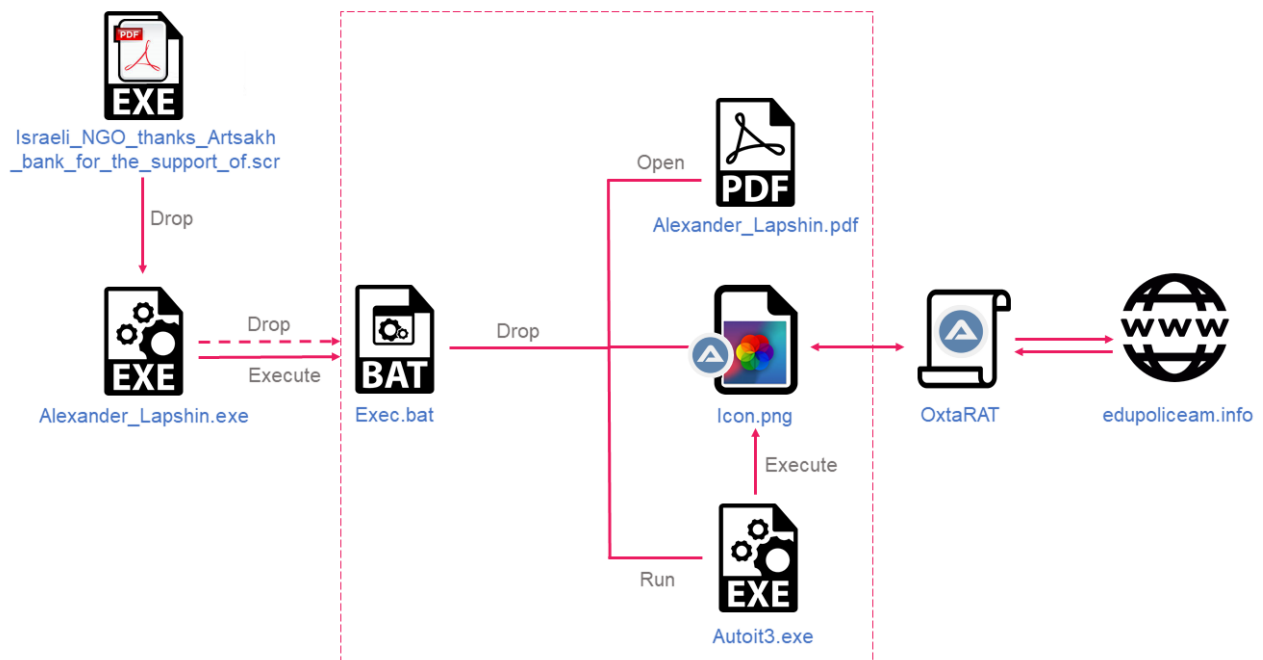 PDF
EXE
Israeli_NGO_thanks_Artsakh
_bank_for_the_support_of.scr
Drop
EXE
Alexander_Lapshin.exe
Drop
Execute
BAT
Exec.bat
Drop
Open
PDF
Alexander_Lapshin.pdf
Icon.png
Execute
Run
EXE
Autoit3.exe
OxtaRAT
www
edupoliceam.info